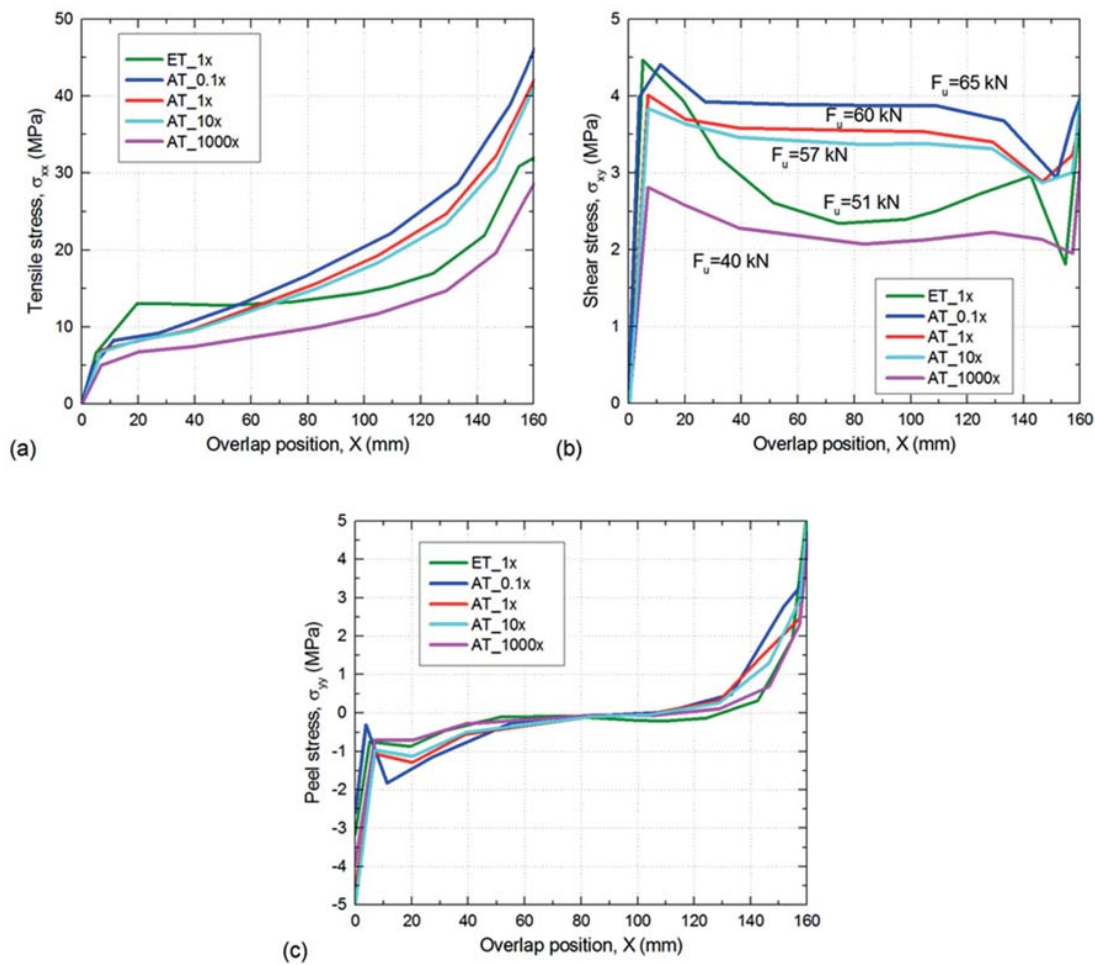 50
40
30
20
10
0
Tensile stress, σxx (MPa)
ET_1x
AT_0.1x
AT_1x
AT_10x
AT_1000x
0 20 40 60 80 100 120 140 160
Overlap position, X (mm)
(a)
5
4
3
2
1
0
Shear stress, σxy (MPa)
Fu=65 kN
Fu=60 kN
Fu=57 kN
Fu=51 kN
Fu=40 kN
ET_1x
AT_0.1x
AT_1x
AT_10x
AT_1000x
0 20 40 60 80 100 120 140 160
Overlap position, X (mm)
(b)
5
4
3
2
1
0
-1
-2
-3
-4
-5
Peel stress, σyy (MPa)
ET_1x
AT_0.1x
AT_1x
AT_10x
AT_1000x
0 20 40 60 80 100 120 140 160
Overlap position, X (mm)
(c)